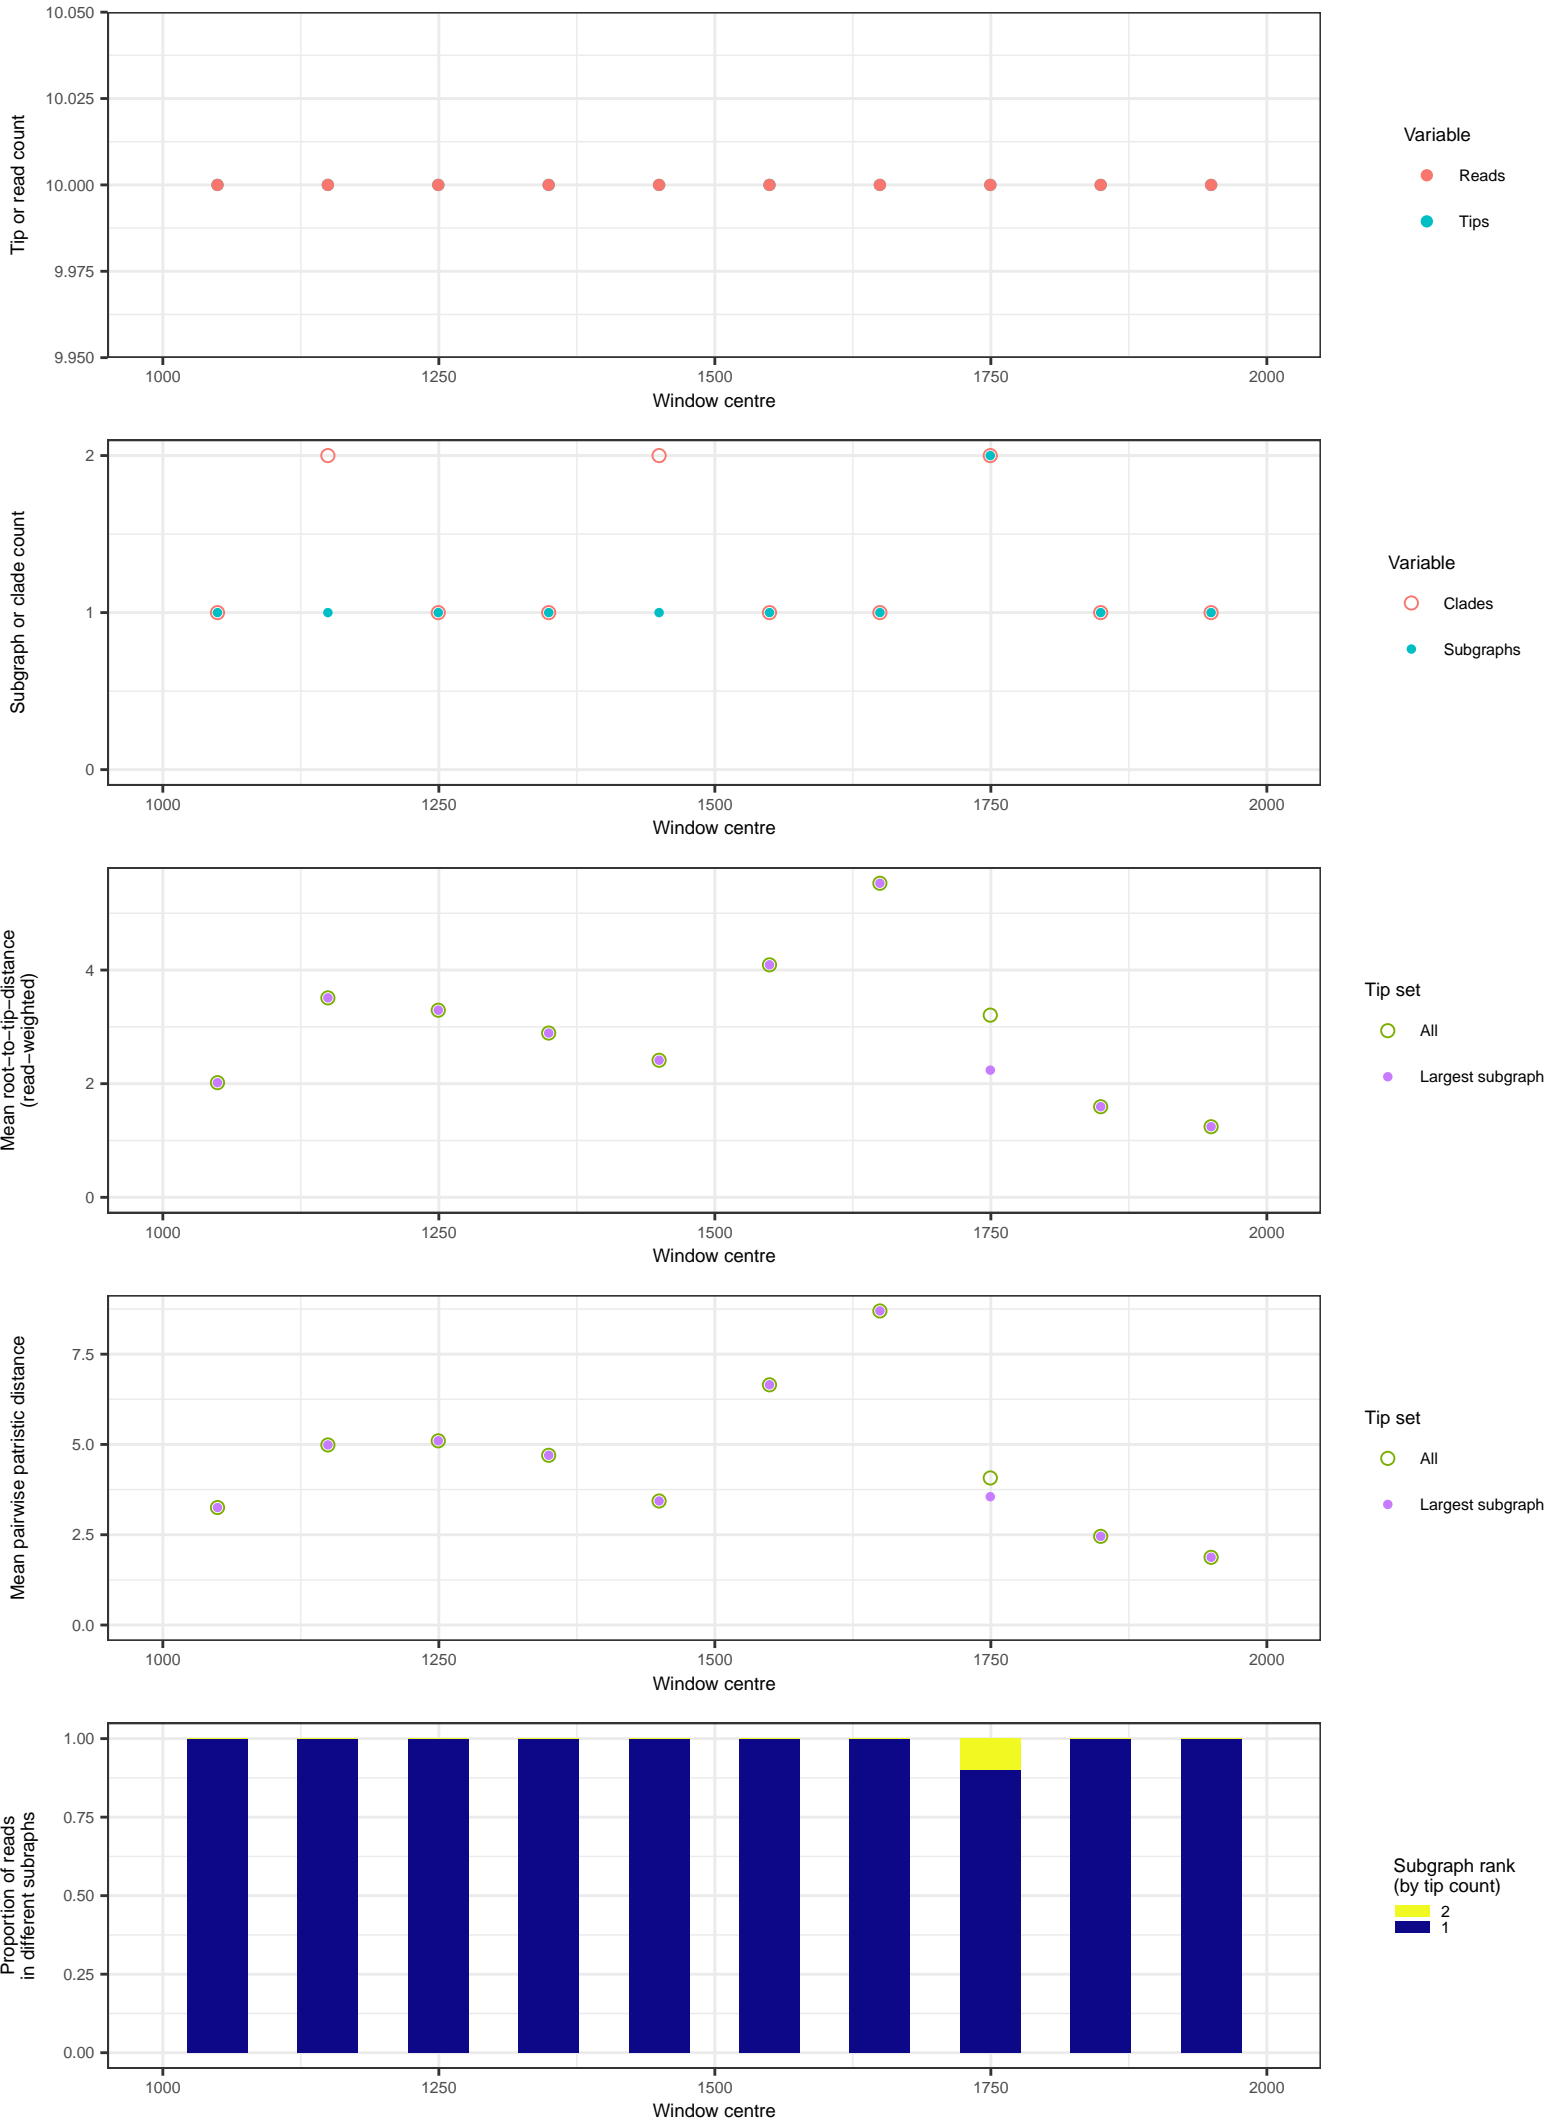 10.050
10.025
10.000
9.975
9.950
Tip or read count
1000 1250 1500 1750 2000
Window centre
Variable
Reads
Tips
2
1
0
Subgraph or clade count
1000 1250 1500 1750 2000
Window centre
Variable
Clades
Subgraphs
4
2
0
Mean root−to−tip−distance
(read−weighted)
1000 1250 1500 1750 2000
Window centre
Tip set
All
Largest subgraph
7.5
5.0
2.5
0.0
Mean pairwise patristic distance
1000 1250 1500 1750 2000
Window centre
Tip set
All
Largest subgraph
1.00
0.75
0.50
0.25
0.00
Proportion of reads
in different subraphs
1000 1250 1500 1750 2000
Window centre
Subgraph rank
(by tip count)
2
1